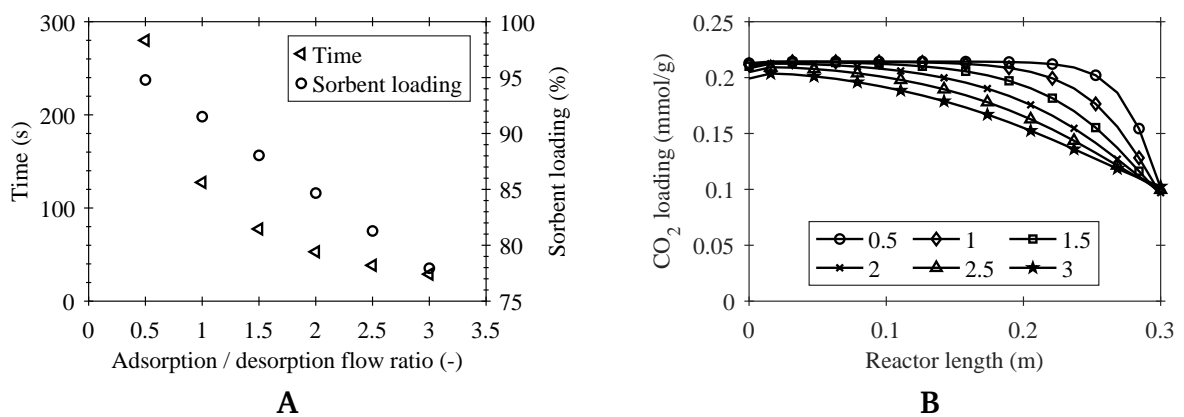 300
200
100
0
Time (s)
100
95
90
85
80
75
Sorbent loading (%)
Time
Sorbent loading
0 0.5 1 1.5 2 2.5 3 3.5
Adsorption / desorption flow ratio (-)
A
0.25
0.2
0.15
0.1
0.05
0
CO₂ loading (mmol/g)
0.5 1 1.5
2 2.5 3
0 0.1 0.2 0.3
Reactor length (m)
B